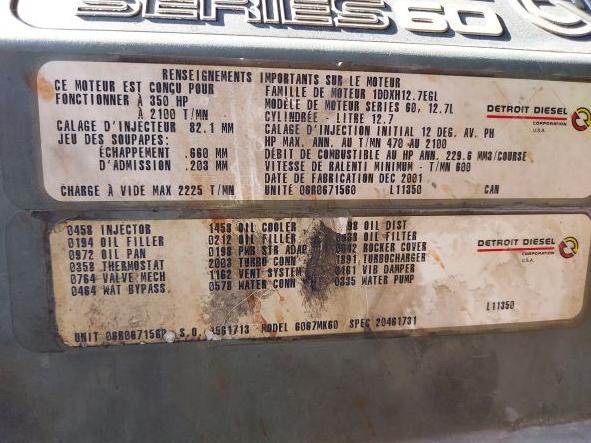 SERIES 60
RENSEIGNEMENTS IMPORTANTS SUR LE MOTEUR
CE MOTEUR EST CONÇU POUR
FONCTIONNER À 350 HP
À 2100 T/MN
CALAGE D'INJECTEUR 82.1 MM
JEU DES SOUPAPES:
ÉCHAPPEMENT .660 MM
D'ADMISSION .203 MM
CHARGE À VIDE MAX 2225 T/MN
FAMILLE DE MOTEUR 1DDXH12.7EGL
MODÈLE DE MOTEUR SERIES 60, 12.7L
CYLINDRÉE - LITRE 12.7
CALAGE D'INJECTION INITIAL 12 DEG. AV. PH
HP MAX. ANN. AU T/MN 470 AU 2100
DÉBIT DE COMBUSTIBLE AU HP ANN. 229.6 MM3/COURSE
VITESSE DE RALENTI MINIMUM - T/MN 600
DATE DE FABRICATION DEC 2001
UNITÉ 06R0671560 L11350 CAN
DETROIT DIESEL
CORPORATION
U.S.A.
0458 INJECTOR
0194 OIL FILLER
0972 OIL PAN
0358 THERMOSTAT
0764 VALVE MECH
0464 WAT BYPASS
1458 OIL COOLER
0212 OIL FILLER
0198 PWR STR ADAP
2003 TURBO CONN
1162 VENT SYSTEM
0578 WATER CONN
OIL DIST
OIL FILTER
ROCKER COVER
1991 TURBOCHARGER
0161 VIB DAMPER
0335 WATER PUMP
DETROIT DIESEL
CORPORATION
U.S.A.
L11350
UNIT 06R0671560 S.O. 561713 MODEL 6067MK60 SPEC 20461731